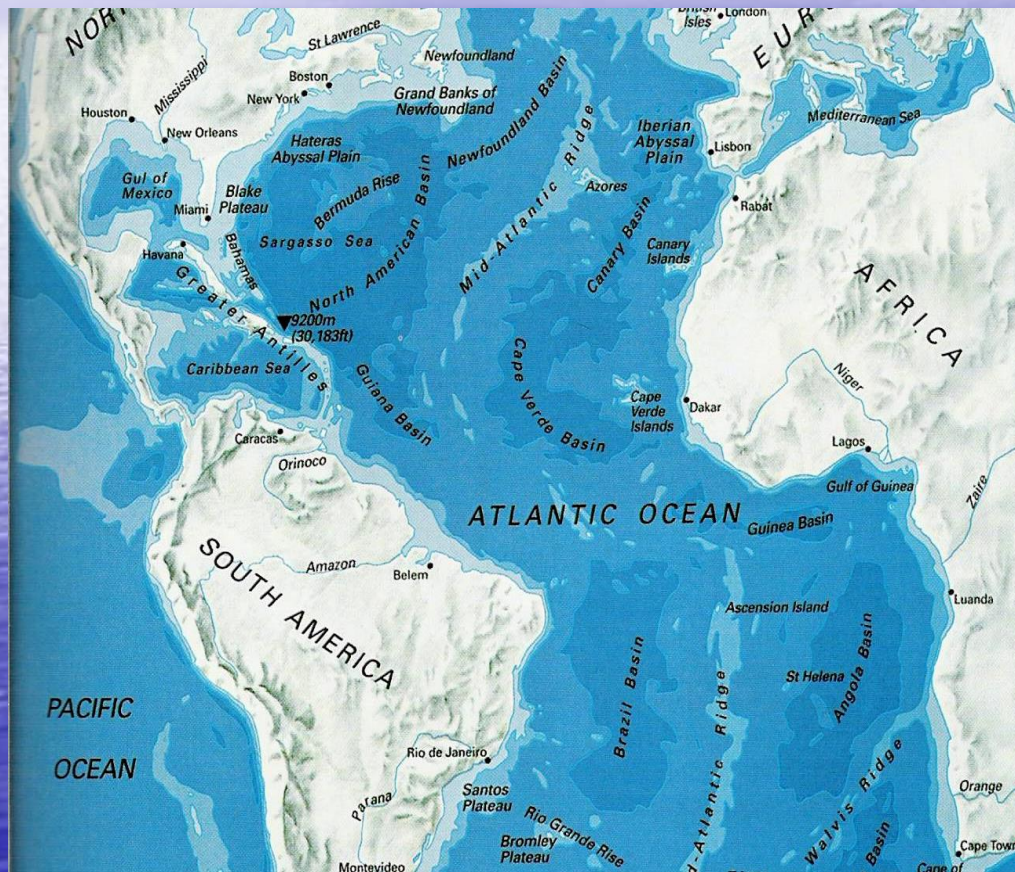 NOR
St Lawrence
Newfoundland
British
Isles
London
EUR
Mississippi
Boston
New York
Grand Banks of
Newfoundland
Houston
New Orleans
Hateras
Abyssal Plain
Newfoundland Basin
Mid-Atlantic Ridge
Iberian
Abyssal
Plain
Lisbon
Mediterranean Sea
Gul of
Mexico
Blake
Plateau
Bermuda Rise
Azores
Rabat
Miami
Sargasso Sea
North American Basin
Canary Basin
Canary
Islands
Havana
Bahamas
AFRICA
Greater Antilles
9200m
(30,183ft)
Caribbean Sea
Guiana Basin
Cape Verde Basin
Cape
Verde
Islands
Dakar
Niger
Caracas
Orinoco
Lagos
Gulf of Guinea
Zaire
ATLANTIC OCEAN
Guinea Basin
SOUTH AMERICA
Amazon
Belem
Ascension Island
Luanda
Brazil Basin
St Helena
Angola Basin
PACIFIC
OCEAN
Rio de Janeiro
Ridge
d-Atlantic
Walvis Ridge
Orange
Parana
Santos
Plateau
Rio Grande Rise
Bromley
Plateau
Basin
Cape Town
Montevideo
Cape of